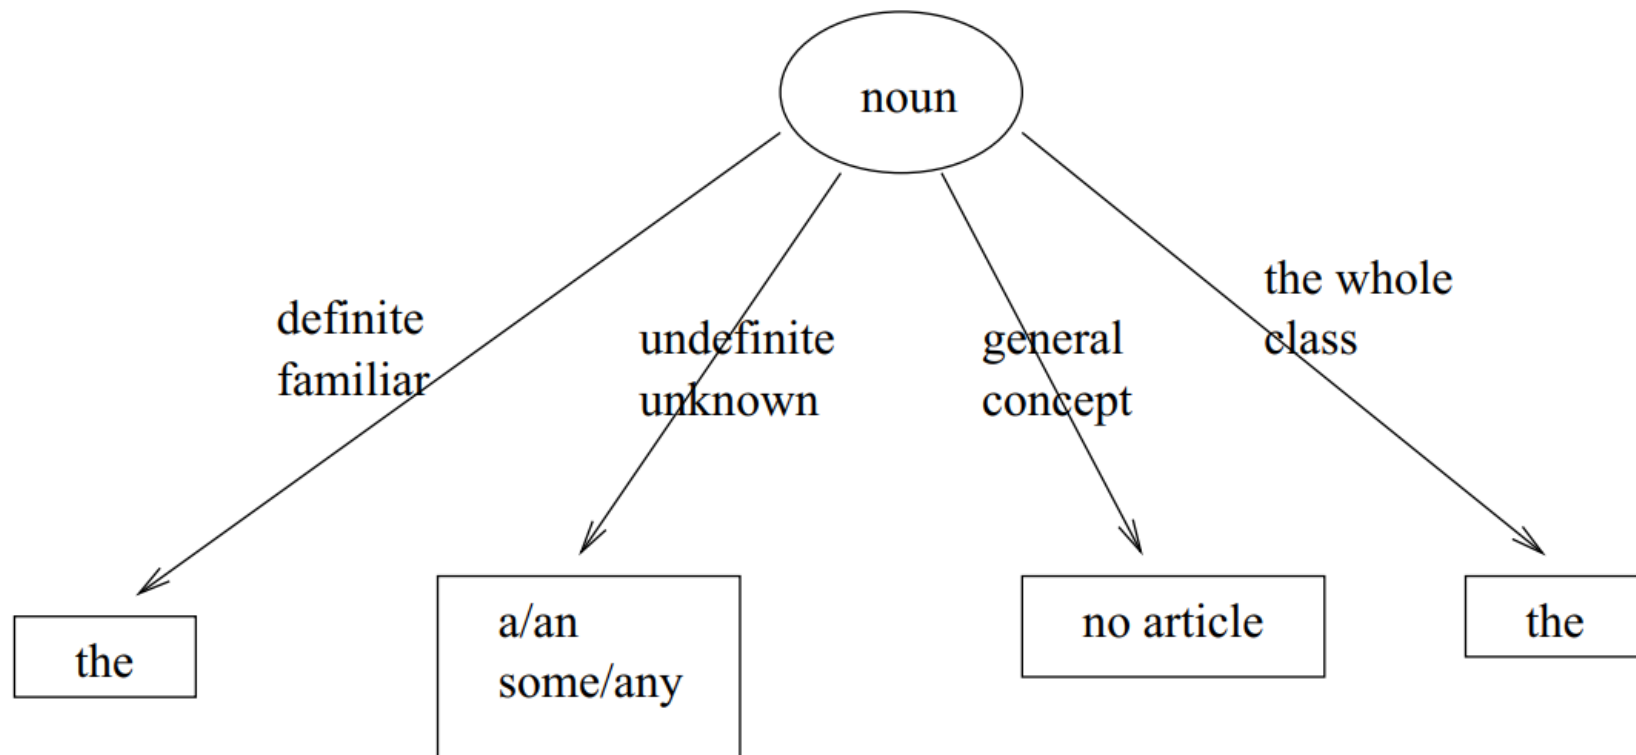 noun
definite
familiar
undefinite
unknown
general
concept
the whole
class
the
a/an
some/any
no article
the